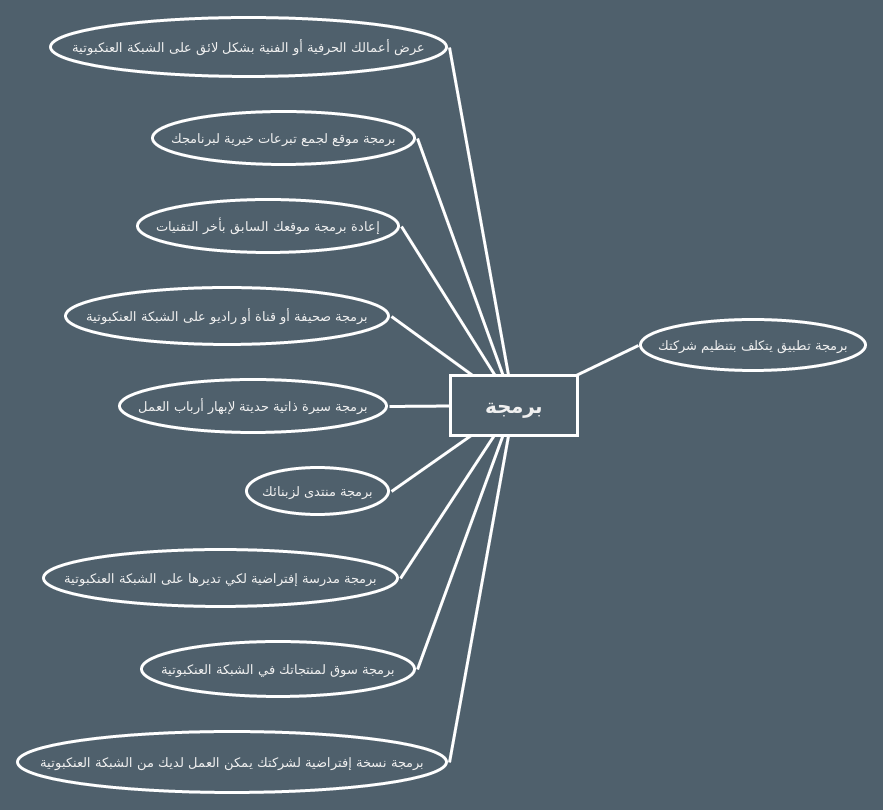 عرض أعمالك الحرفية أو الفنية بشكل لائق على الشبكة العنكبوتية
برمجة موقع لجمع تبرعات خيرية لبرنامجك
إعادة برمجة موقعك السابق بأخر التقنيات
برمجة صحيفة أو قناة أو راديو على الشبكة العنكبوتية
برمجة تطبيق يتكلف بتنظيم شركتك
برمجة
برمجة سيرة ذاتية حديثة لإبهار أرباب العمل
برمجة منتدى لزبنائك
برمجة مدرسة إفتراضية لكي تديرها على الشبكة العنكبوتية
برمجة سوق لمنتجاتك في الشبكة العنكبوتية
برمجة نسخة إفتراضية لشركتك يمكن العمل لديك من الشبكة العنكبوتية